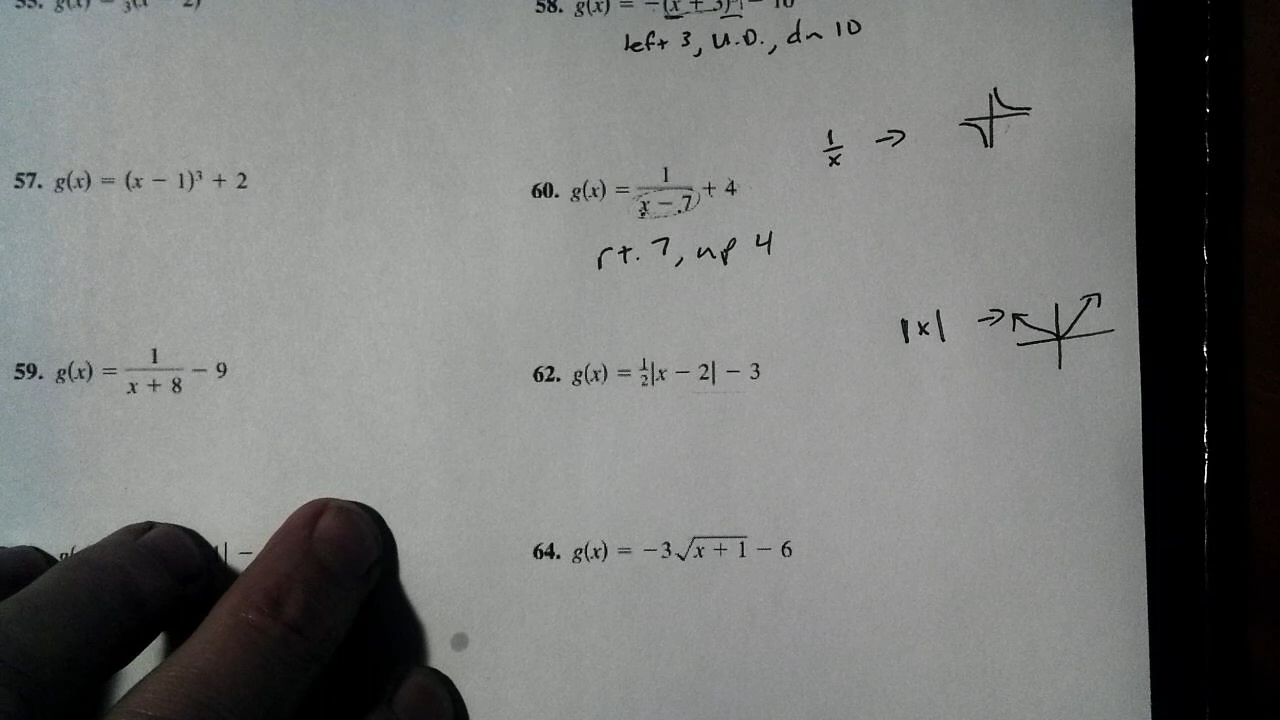 58. g(x) = −(x + 3)
left 3, U.D., dn 10
1/x →
57. g(x) = (x − 1)³ + 2
60. g(x) = 1/(x − 7) + 4
rt. 7, up 4
|x| →
59. g(x) = 1/(x + 8) − 9
62. g(x) = ½|x − 2| − 3
64. g(x) = −3√(x + 1) − 6